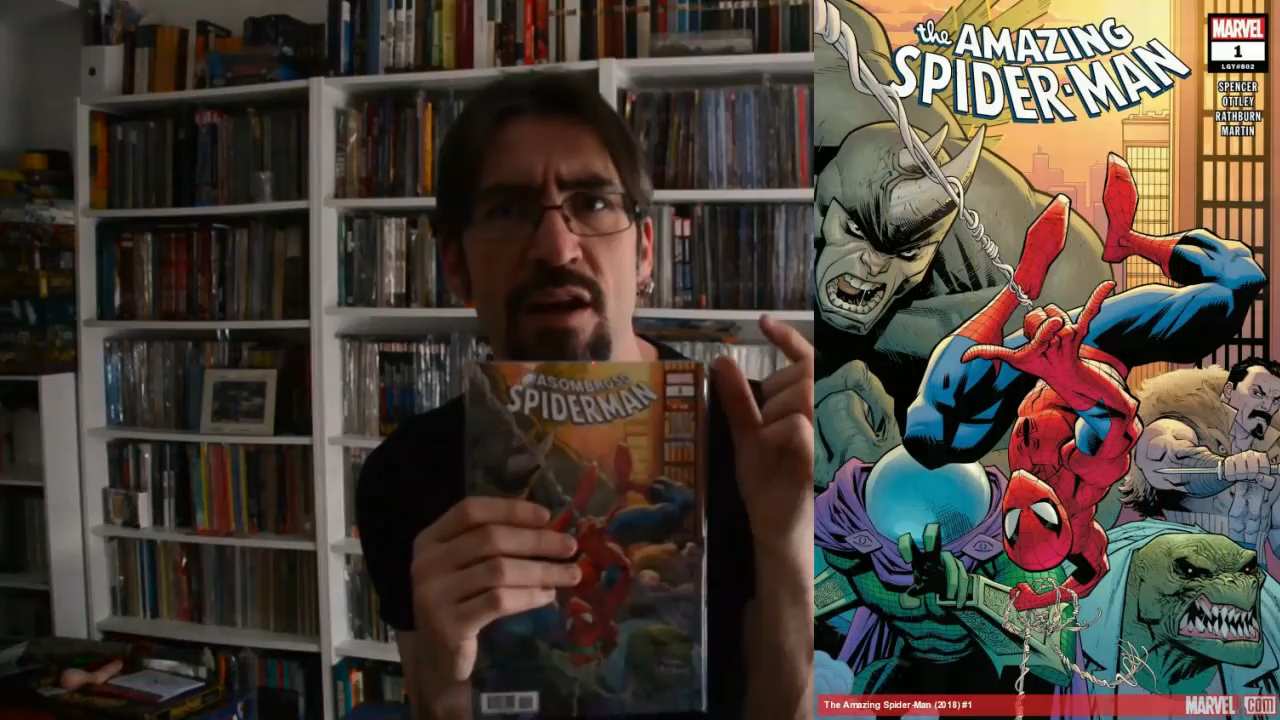 ASOMBROSO
SPIDERMAN
the AMAZING
SPIDER-MAN
MARVEL
1
LGY#802
SPENCER
OTTLEY
RATHBURN
MARTIN
The Amazing Spider-Man (2018) #1
MARVEL.COM